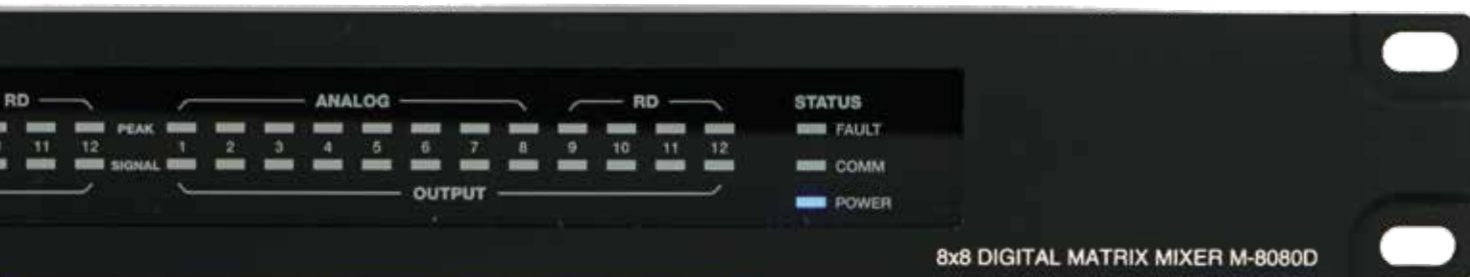 RD ANALOG RD STATUS
PEAK FAULT
11 12 1 2 3 4 5 6 7 8 9 10 11 12
SIGNAL COMM
OUTPUT POWER
8x8 DIGITAL MATRIX MIXER M-8080D